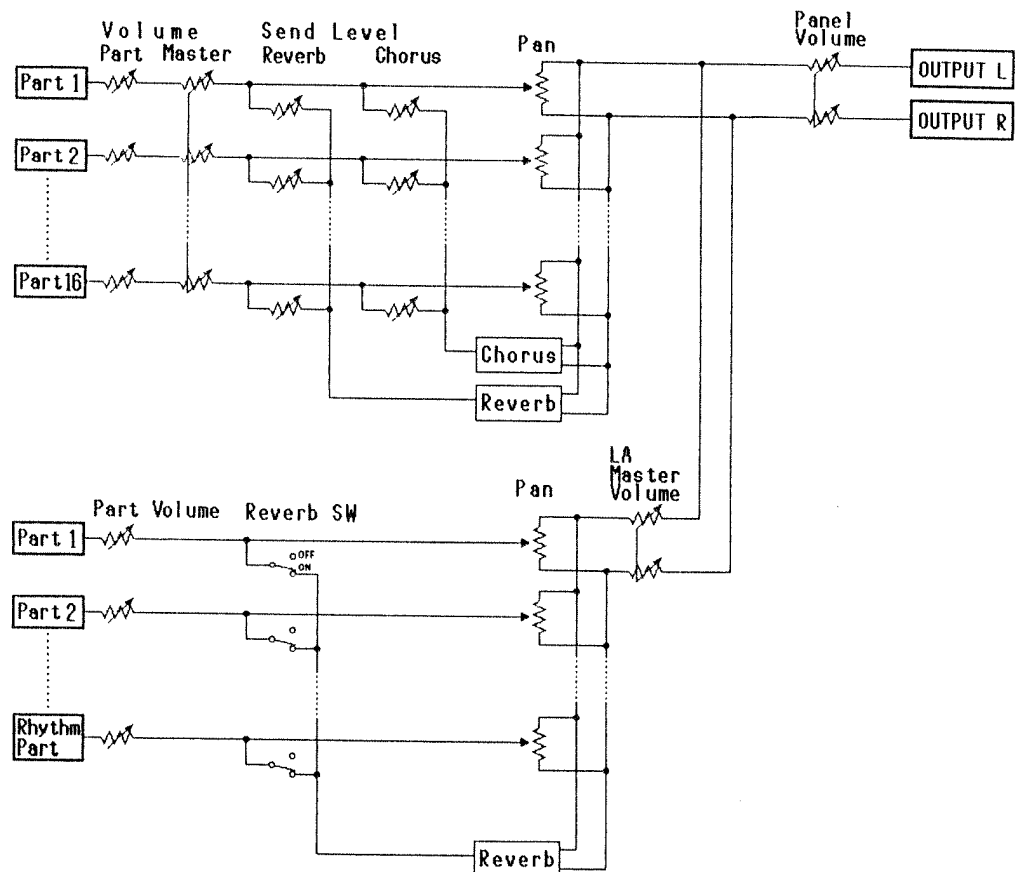 Volume
Part Master
Send Level
Reverb Chorus
Pan
Panel
Volume
Part 1
OUTPUT L
OUTPUT R
Part 2
Part16
Chorus
Reverb
LA
Master
Volume
Pan
Part Volume Reverb SW
Part 1
OFF
ON
Part 2
Rhythm
Part
Reverb